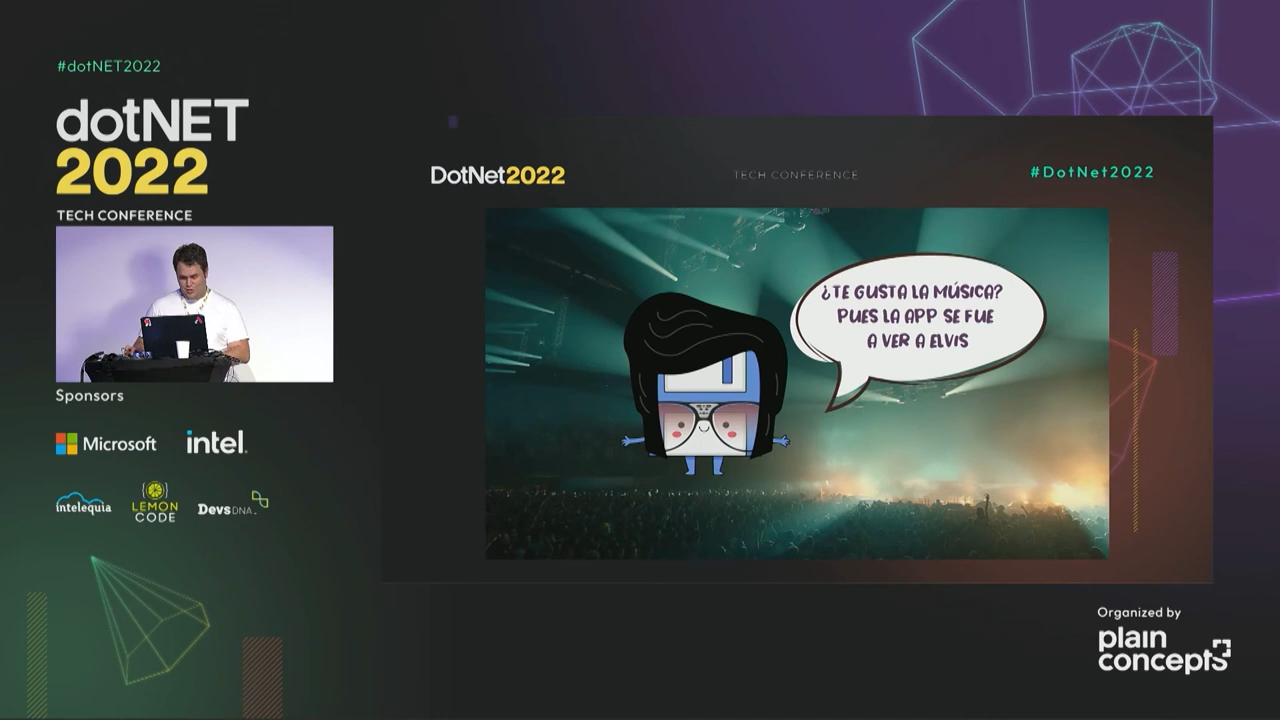 #dotNET2022
dotNET
2022
TECH CONFERENCE
Sponsors
Microsoft
intel.
intelequia
LEMON
CODE
DevsDNA
DotNet2022
TECH CONFERENCE
#DotNet2022
¿TE GUSTA LA MÚSICA?
PUES LA APP SE FUE
A VER A ELVIS
Organized by
plain
concepts